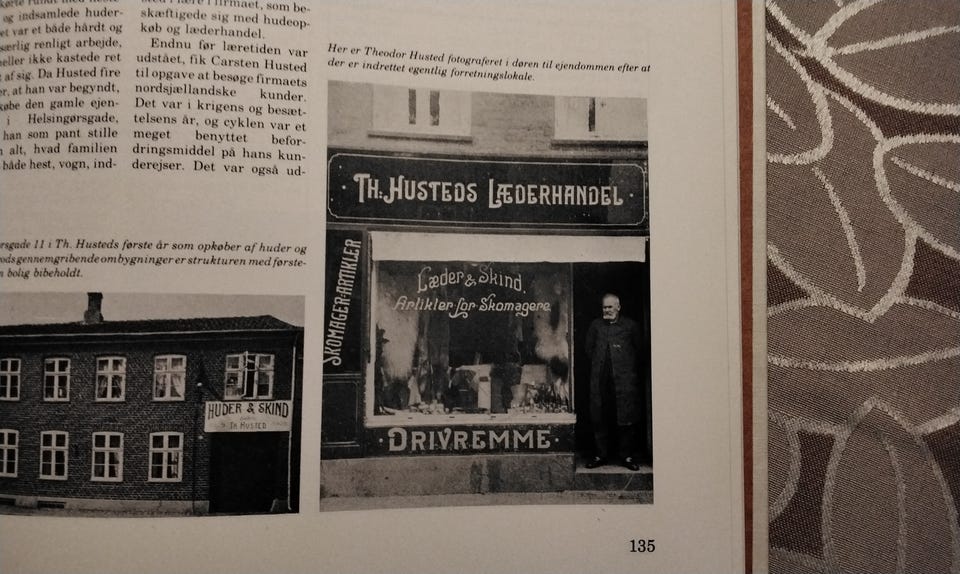 og indsamlede huder-
et var et både hårdt og
særlig renligt arbejde,
heller ikke kastede ret
af sig. Da Husted fire
er, at han var begyndt,
købe den gamle ejen-
i Helsingørsgade,
han som pant stille
alt, hvad familien
både hest, vogn, ind-
i firmaet, som be-
skæftigede sig med hudeop-
køb og læderhandel.
Endnu før læretiden var
udstået, fik Carsten Husted
til opgave at besøge firmaets
nordsjællandske kunder.
Det var i krigens og besæt-
telsens år, og cyklen var et
meget benyttet befor-
dringsmiddel på hans kun-
derejser. Det var også ud-
Her er Theodor Husted fotograferet i døren til ejendommen efter at
der er indrettet egentlig forretningslokale.
TH. HUSTEDS LÆDERHANDEL
SKOMAGER-ARTIKLER
Læder & Skind.
Artikler for Skomagere
DRIVREMME
rsgade 11 i Th. Husteds første år som opkøber af huder og
ods gennemgribende ombygninger er strukturen med første-
n bolig bibeholdt.
HUDER & SKIND
TH HUSTED
135